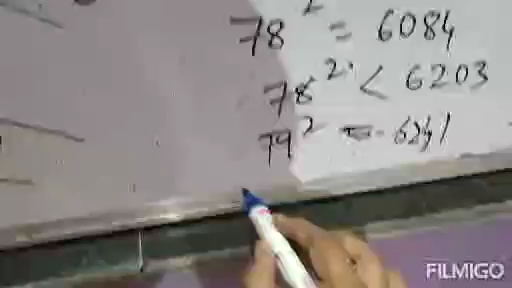 78² = 6084
78² < 6203
79² = 6241
FILMIGO